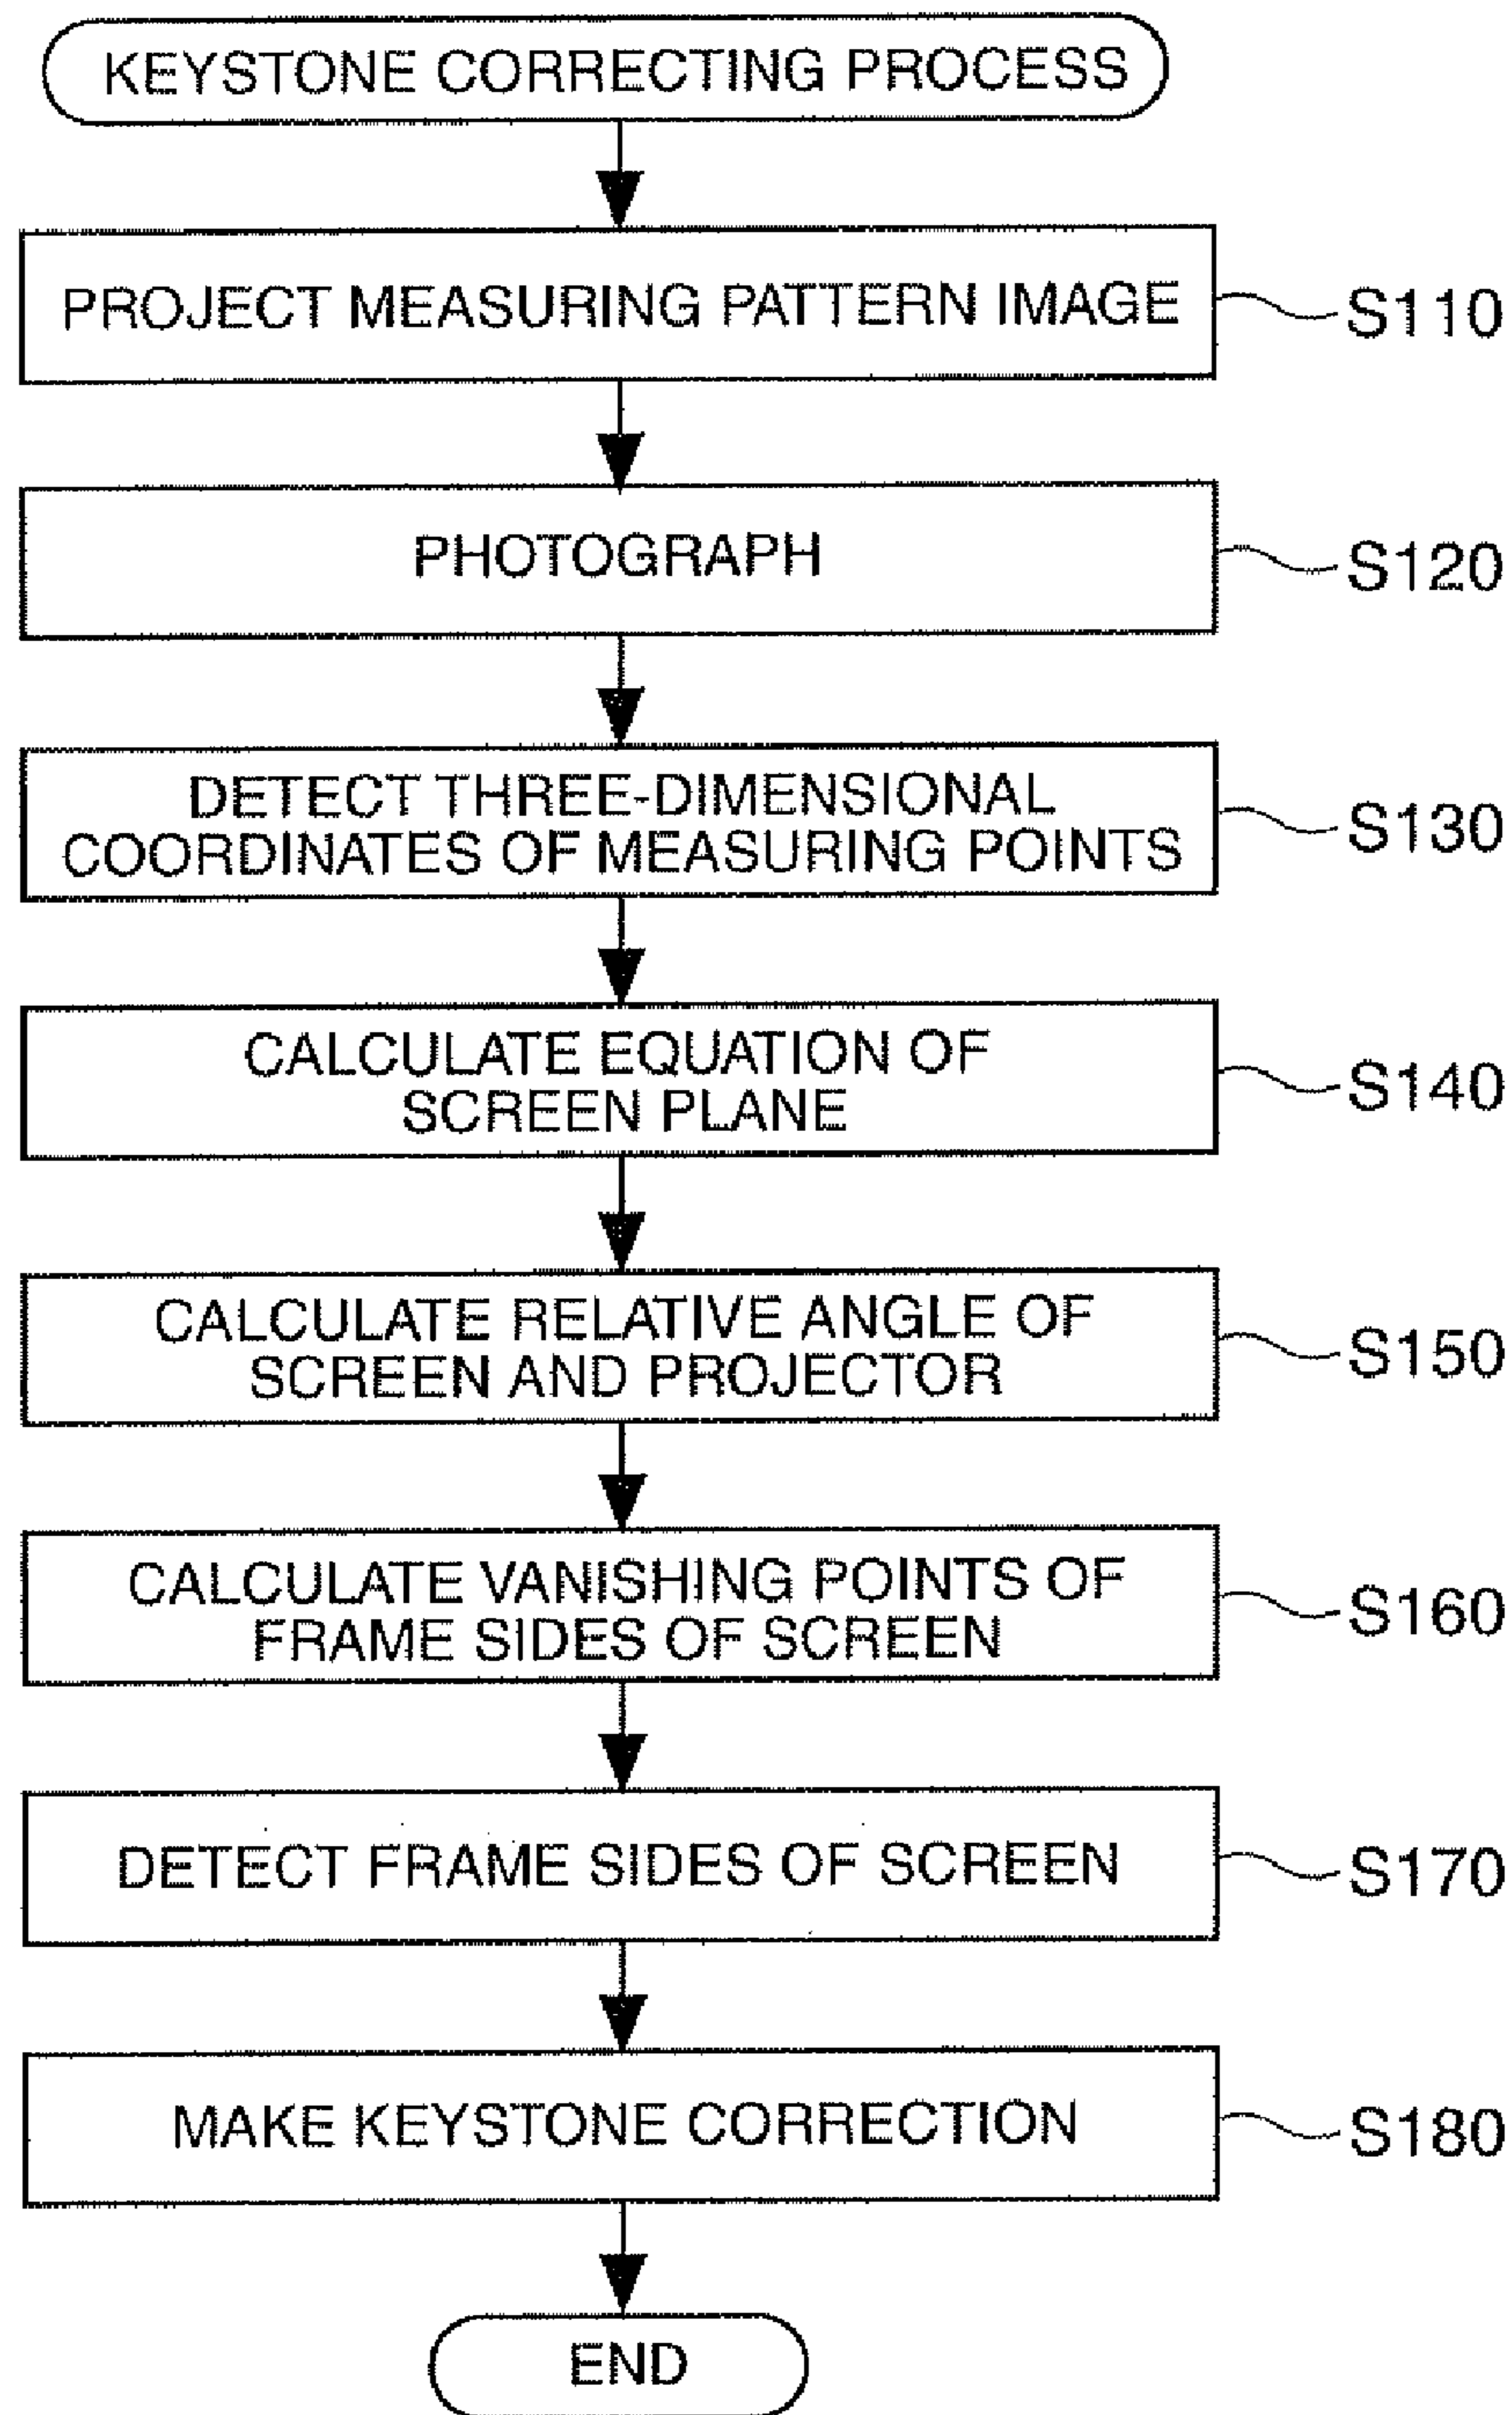 KEYSTONE CORRECTING PROCESS
PROJECT MEASURING PATTERN IMAGE
S110
PHOTOGRAPH
S120
DETECT THREE-DIMENSIONAL
COORDINATES OF MEASURING POINTS
S130
CALCULATE EQUATION OF
SCREEN PLANE
S140
CALCULATE RELATIVE ANGLE OF
SCREEN AND PROJECTOR
S150
CALCULATE VANISHING POINTS OF
FRAME SIDES OF SCREEN
S160
DETECT FRAME SIDES OF SCREEN
S170
MAKE KEYSTONE CORRECTION
S180
END